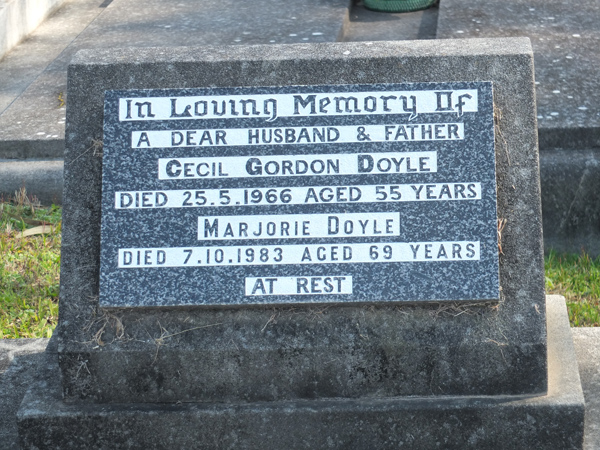 In Loving Memory Of
A DEAR HUSBAND & FATHER
CECIL GORDON DOYLE
DIED 25.5.1966 AGED 55 YEARS
MARJORIE DOYLE
DIED 7.10.1983 AGED 69 YEARS
AT REST